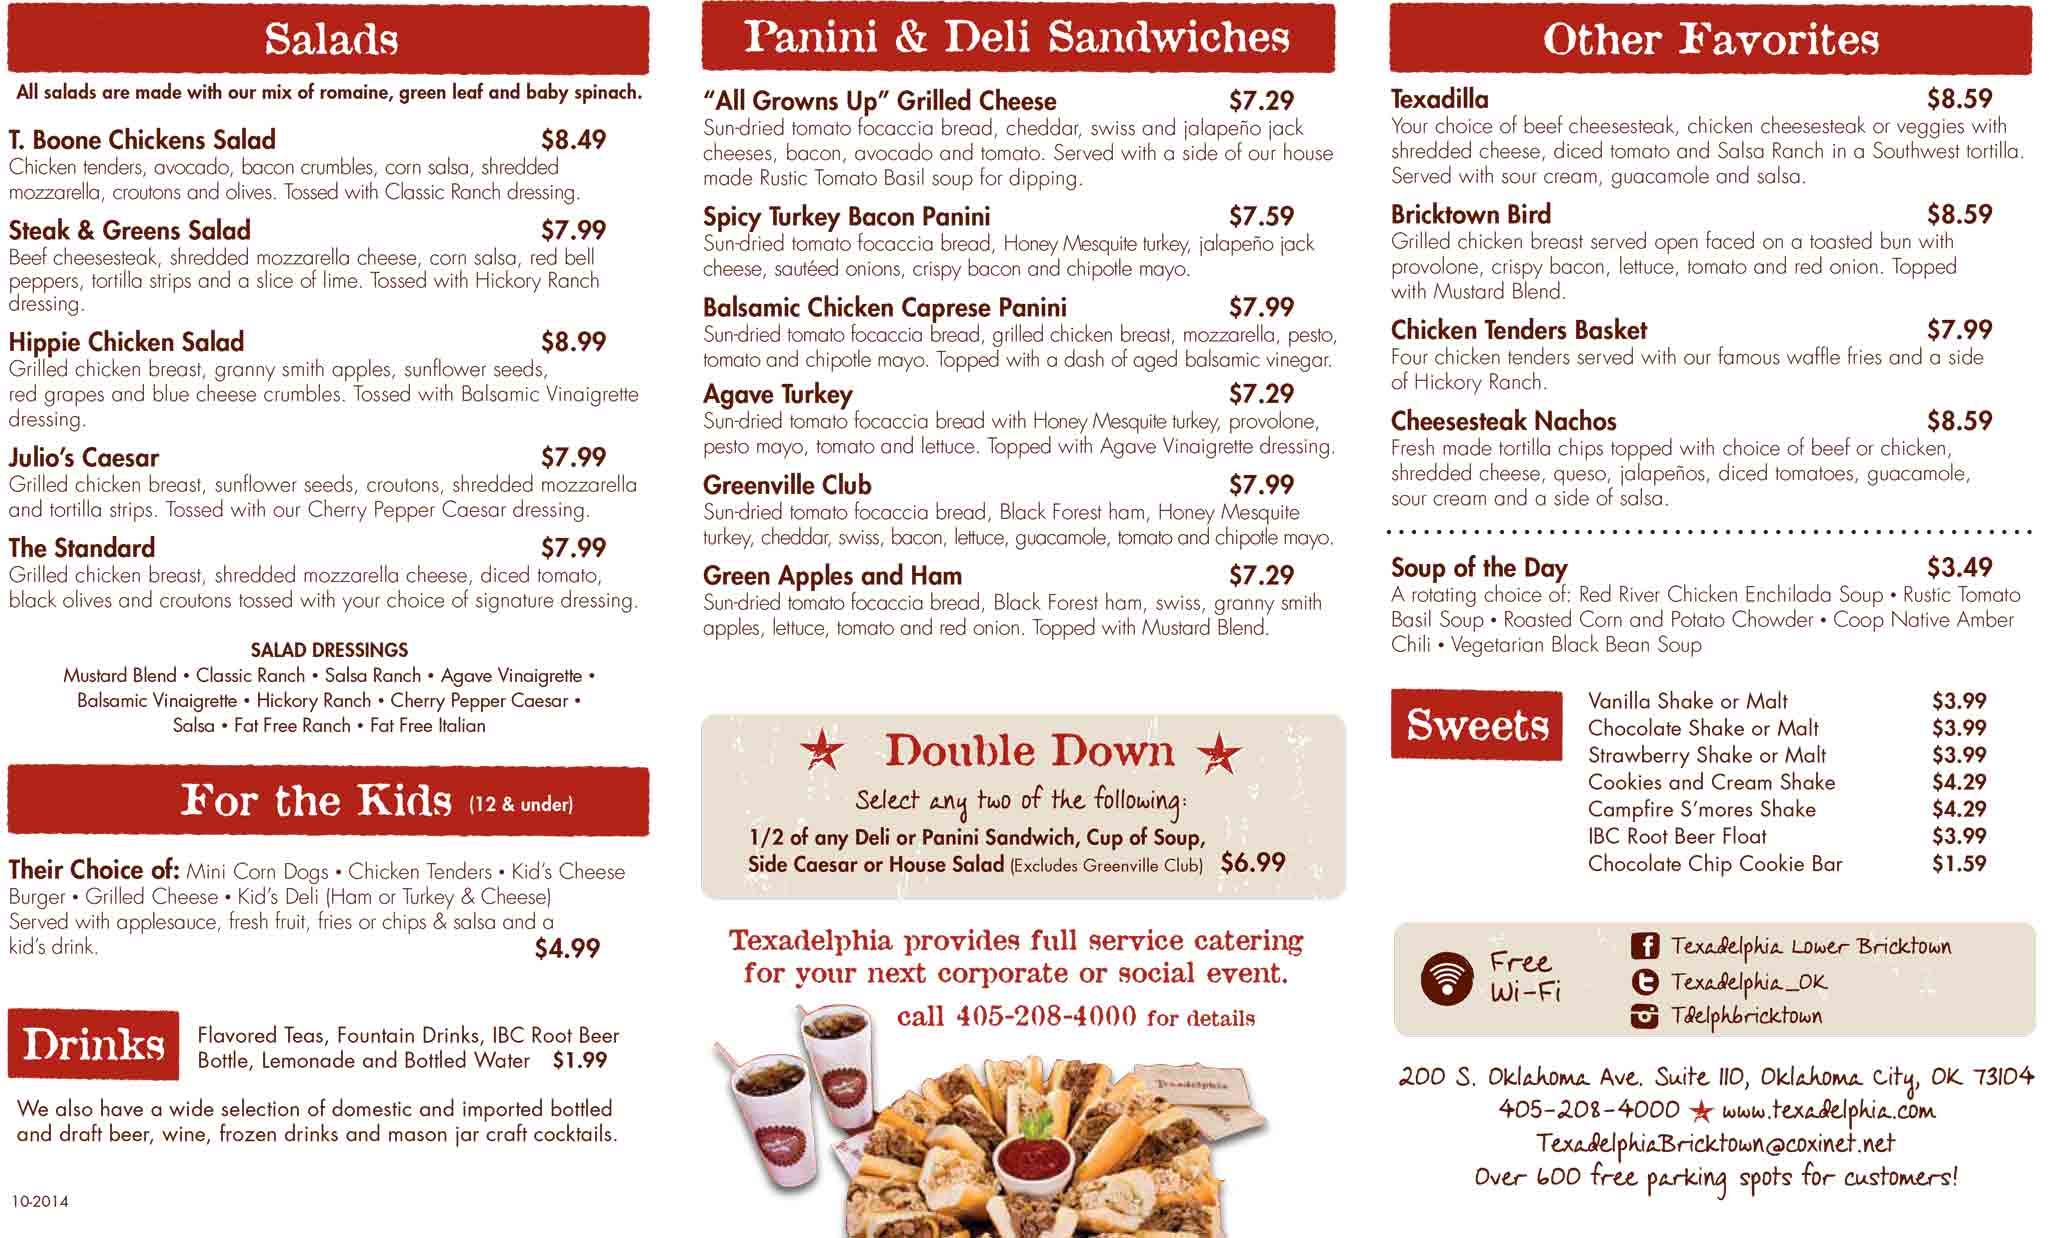 Salads
All salads are made with our mix of romaine, green leaf and baby spinach.
T. Boone Chickens Salad $8.49
Chicken tenders, avocado, bacon crumbles, corn salsa, shredded
mozzarella, croutons and olives. Tossed with Classic Ranch dressing.
Steak & Greens Salad $7.99
Beef cheesesteak, shredded mozzarella cheese, corn salsa, red bell
peppers, tortilla strips and a slice of lime. Tossed with Hickory Ranch
dressing.
Hippie Chicken Salad $8.99
Grilled chicken breast, granny smith apples, sunflower seeds,
red grapes and blue cheese crumbles. Tossed with Balsamic Vinaigrette
dressing.
Julio's Caesar $7.99
Grilled chicken breast, sunflower seeds, croutons, shredded mozzarella
and tortilla strips. Tossed with our Cherry Pepper Caesar dressing.
The Standard $7.99
Grilled chicken breast, shredded mozzarella cheese, diced tomato,
black olives and croutons tossed with your choice of signature dressing.
SALAD DRESSINGS
Mustard Blend • Classic Ranch • Salsa Ranch • Agave Vinaigrette •
Balsamic Vinaigrette • Hickory Ranch • Cherry Pepper Caesar •
Salsa • Fat Free Ranch • Fat Free Italian
For the Kids (12 & under)
Their Choice of: Mini Corn Dogs • Chicken Tenders • Kid's Cheese
Burger • Grilled Cheese • Kid's Deli (Ham or Turkey & Cheese)
Served with applesauce, fresh fruit, fries or chips & salsa and a
kid's drink. $4.99
Drinks
Flavored Teas, Fountain Drinks, IBC Root Beer
Bottle, Lemonade and Bottled Water $1.99
We also have a wide selection of domestic and imported bottled
and draft beer, wine, frozen drinks and mason jar craft cocktails.
10-2014
Panini & Deli Sandwiches
"All Growns Up" Grilled Cheese $7.29
Sun-dried tomato focaccia bread, cheddar, swiss and jalapeño jack
cheeses, bacon, avocado and tomato. Served with a side of our house
made Rustic Tomato Basil soup for dipping.
Spicy Turkey Bacon Panini $7.59
Sun-dried tomato focaccia bread, Honey Mesquite turkey, jalapeño jack
cheese, sautéed onions, crispy bacon and chipotle mayo.
Balsamic Chicken Caprese Panini $7.99
Sun-dried tomato focaccia bread, grilled chicken breast, mozzarella, pesto,
tomato and chipotle mayo. Topped with a dash of aged balsamic vinegar.
Agave Turkey $7.29
Sun-dried tomato focaccia bread with Honey Mesquite turkey, provolone,
pesto mayo, tomato and lettuce. Topped with Agave Vinaigrette dressing.
Greenville Club $7.99
Sun-dried tomato focaccia bread, Black Forest ham, Honey Mesquite
turkey, cheddar, swiss, bacon, lettuce, guacamole, tomato and chipotle mayo.
Green Apples and Ham $7.29
Sun-dried tomato focaccia bread, Black Forest ham, swiss, granny smith
apples, lettuce, tomato and red onion. Topped with Mustard Blend.
Double Down
Select any two of the following:
1/2 of any Deli or Panini Sandwich, Cup of Soup,
Side Caesar or House Salad (Excludes Greenville Club) $6.99
Texadelphia provides full service catering
for your next corporate or social event.
call 405-208-4000 for details
Texadelphia
Other Favorites
Texadilla $8.59
Your choice of beef cheesesteak, chicken cheesesteak or veggies with
shredded cheese, diced tomato and Salsa Ranch in a Southwest tortilla.
Served with sour cream, guacamole and salsa.
Bricktown Bird $8.59
Grilled chicken breast served open faced on a toasted bun with
provolone, crispy bacon, lettuce, tomato and red onion. Topped
with Mustard Blend.
Chicken Tenders Basket $7.99
Four chicken tenders served with our famous waffle fries and a side
of Hickory Ranch.
Cheesesteak Nachos $8.59
Fresh made tortilla chips topped with choice of beef or chicken,
shredded cheese, queso, jalapeños, diced tomatoes, guacamole,
sour cream and a side of salsa.
Soup of the Day $3.49
A rotating choice of: Red River Chicken Enchilada Soup • Rustic Tomato
Basil Soup • Roasted Corn and Potato Chowder • Coop Native Amber
Chili • Vegetarian Black Bean Soup
Sweets
Vanilla Shake or Malt $3.99
Chocolate Shake or Malt $3.99
Strawberry Shake or Malt $3.99
Cookies and Cream Shake $4.29
Campfire S'mores Shake $4.29
IBC Root Beer Float $3.99
Chocolate Chip Cookie Bar $1.59
Free
Wi-Fi
Texadelphia Lower Bricktown
Texadelphia_OK
Tdelphbricktown
200 S. Oklahoma Ave. Suite 110, Oklahoma City, OK 73104
405-208-4000 ★ www.texadelphia.com
TexadelphiaBricktown@coxinet.net
Over 600 free parking spots for customers!